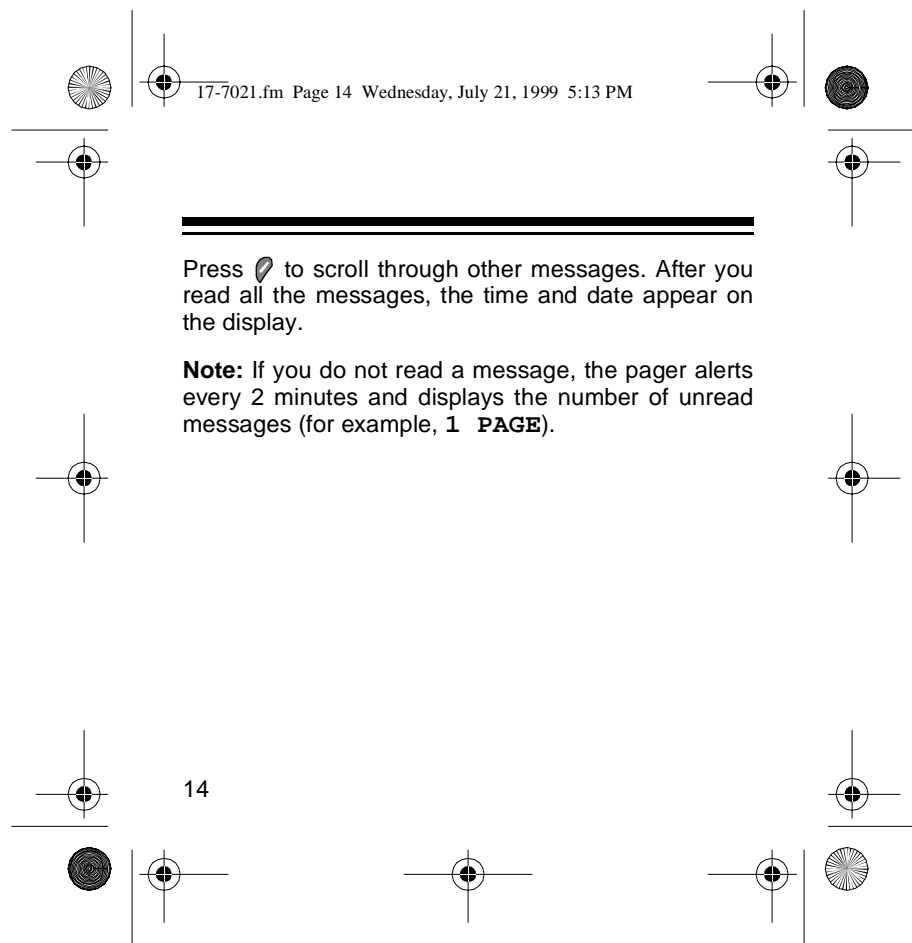 17-7021.fm Page 14 Wednesday, July 21, 1999 5:13 PM
Press to scroll through other messages. After you
read all the messages, the time and date appear on
the display.
Note: If you do not read a message, the pager alerts
every 2 minutes and displays the number of unread
messages (for example, 1 PAGE).
14